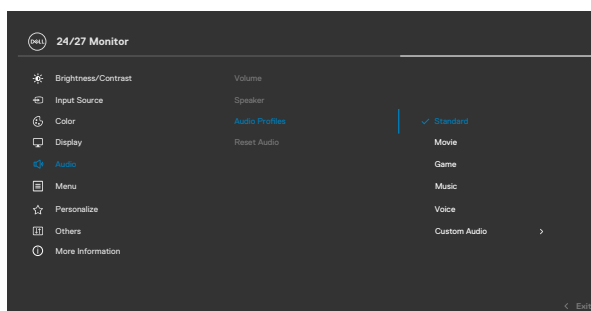 DELL 24/27 Monitor
Brightness/Contrast Volume
Input Source Speaker
Color Audio Profiles ✓ Standard
Display Reset Audio Movie
Audio Game
Menu Music
Personalize Voice
Others Custom Audio >
More Information
< Exit